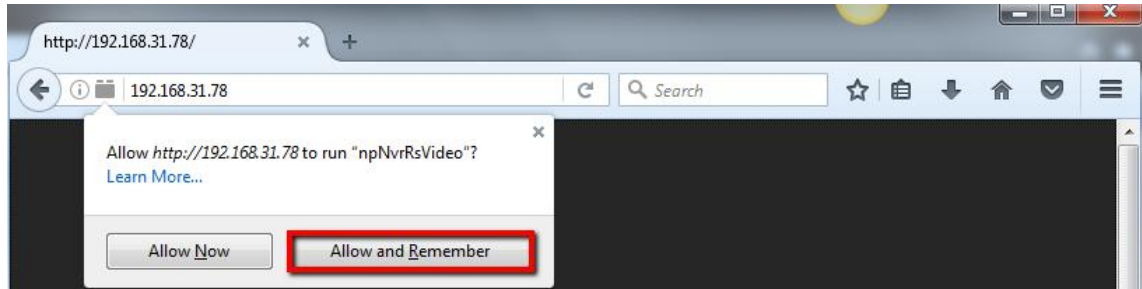 http://192.168.31.78/
192.168.31.78
Search
Allow http://192.168.31.78 to run “npNvrRsVideo”?
Learn More...
Allow Now
Allow and Remember